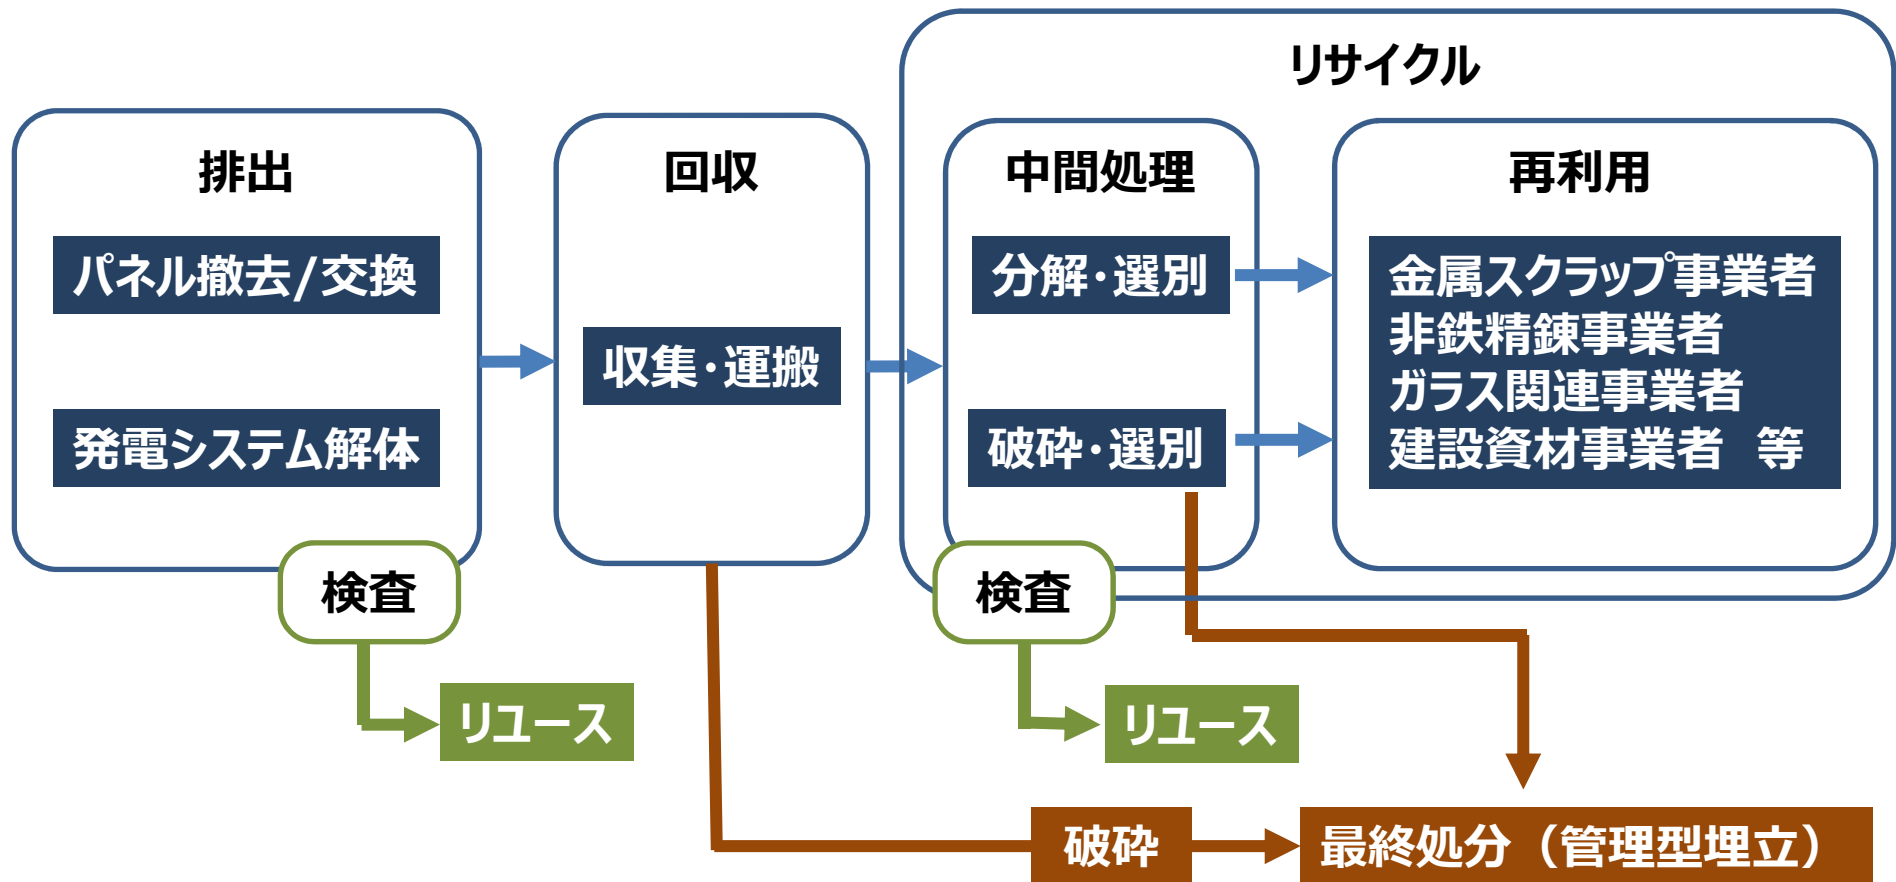 リサイクル
排出
回収
中間処理
再利用
パネル撤去/交換
発電システム解体
収集・運搬
分解・選別
破砕・選別
金属スクラップ事業者
非鉄精錬事業者
ガラス関連事業者
建設資材事業者　等
検査
検査
リユース
リユース
破砕
最終処分（管理型埋立）